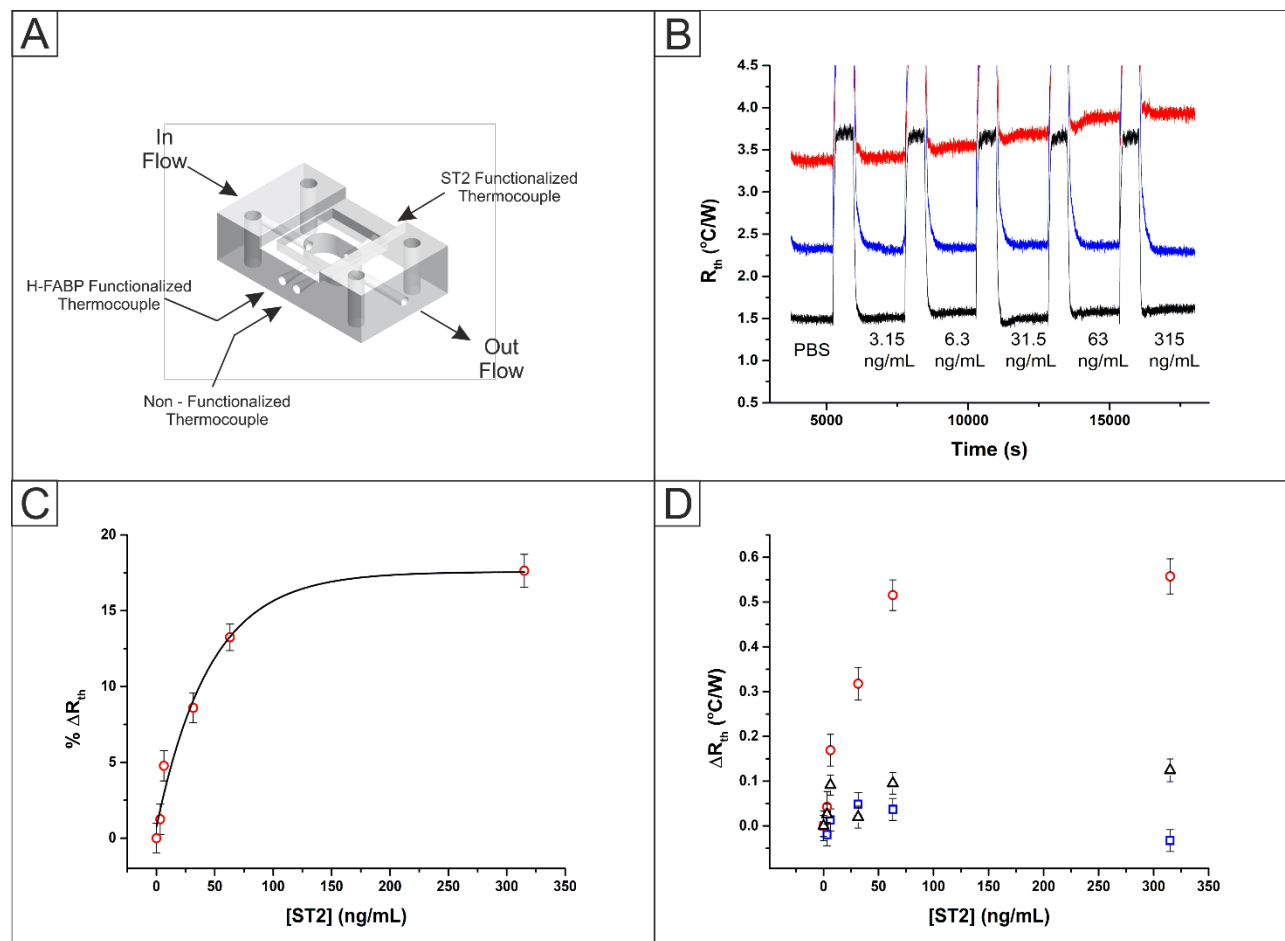 A
In
Flow
ST2 Functionalized
Thermocouple
H-FABP Functionalized
Thermocouple
Non - Functionalized
Thermocouple
Out
Flow
B
4.5
4.0
3.5
3.0
2.5
2.0
1.5
1.0
0.5
R_th (°C/W)
PBS
3.15
ng/mL
6.3
ng/mL
31.5
ng/mL
63
ng/mL
315
ng/mL
5000 10000 15000
Time (s)
C
20
15
10
5
0
% ΔR_th
0 50 100 150 200 250 300 350
[ST2] (ng/mL)
D
0.6
0.5
0.4
0.3
0.2
0.1
0.0
ΔR_th (°C/W)
0 50 100 150 200 250 300 350
[ST2] (ng/mL)